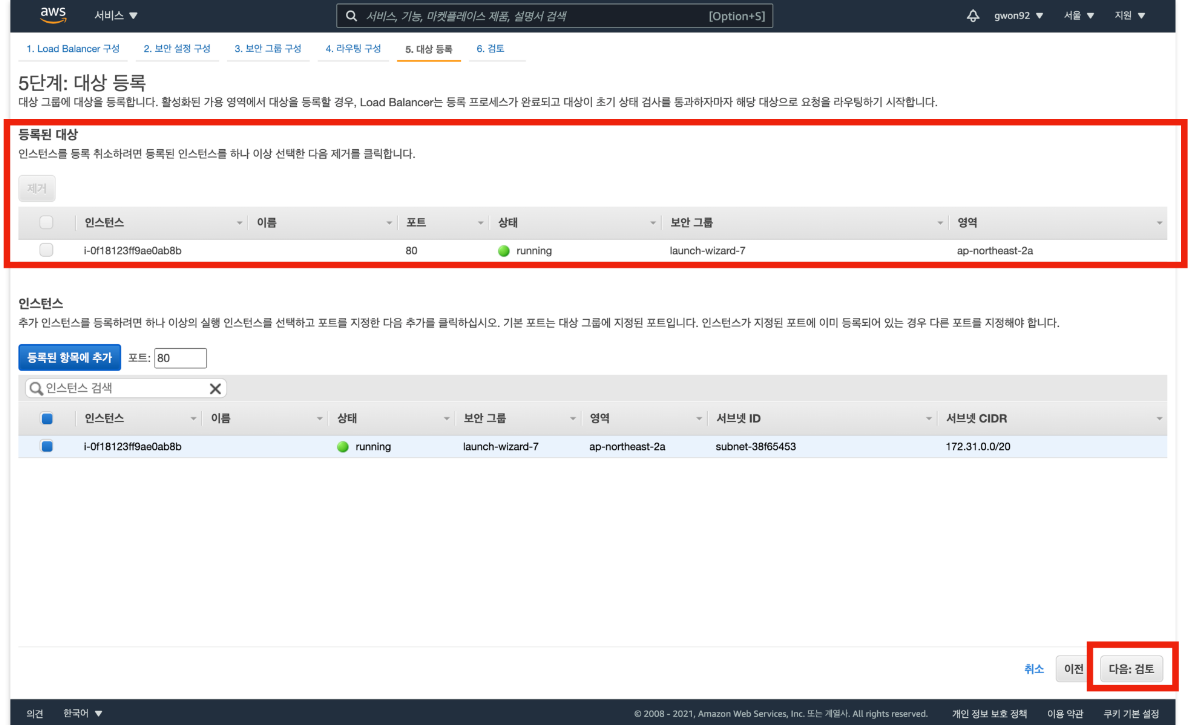 aws 서비스 ▼ 서비스, 기능, 마켓플레이스 제품, 설명서 검색 [Option+S] gwon92 ▼ 서울 ▼ 지원 ▼
1. Load Balancer 구성 2. 보안 설정 구성 3. 보안 그룹 구성 4. 라우팅 구성 5. 대상 등록 6. 검토
5단계: 대상 등록
대상 그룹에 대상을 등록합니다. 활성화된 가용 영역에서 대상을 등록할 경우, Load Balancer는 등록 프로세스가 완료되고 대상이 초기 상태 검사를 통과하자마자 해당 대상으로 요청을 라우팅하기 시작합니다.
등록된 대상
인스턴스를 등록 취소하려면 등록된 인스턴스를 하나 이상 선택한 다음 제거를 클릭합니다.
제거
인스턴스 이름 포트 상태 보안 그룹 영역
i-0f18123ff9ae0ab8b 80 running launch-wizard-7 ap-northeast-2a
인스턴스
추가 인스턴스를 등록하려면 하나 이상의 실행 인스턴스를 선택하고 포트를 지정한 다음 추가를 클릭하십시오. 기본 포트는 대상 그룹에 지정된 포트입니다. 인스턴스가 지정된 포트에 이미 등록되어 있는 경우 다른 포트를 지정해야 합니다.
등록된 항목에 추가 포트: 80
인스턴스 검색
인스턴스 이름 상태 보안 그룹 영역 서브넷 ID 서브넷 CIDR
i-0f18123ff9ae0ab8b running launch-wizard-7 ap-northeast-2a subnet-38f65453 172.31.0.0/20
취소 이전 다음: 검토
의견 한국어 ▼ © 2008 - 2021, Amazon Web Services, Inc. 또는 계열사. All rights reserved. 개인 정보 보호 정책 이용 약관 쿠키 기본 설정